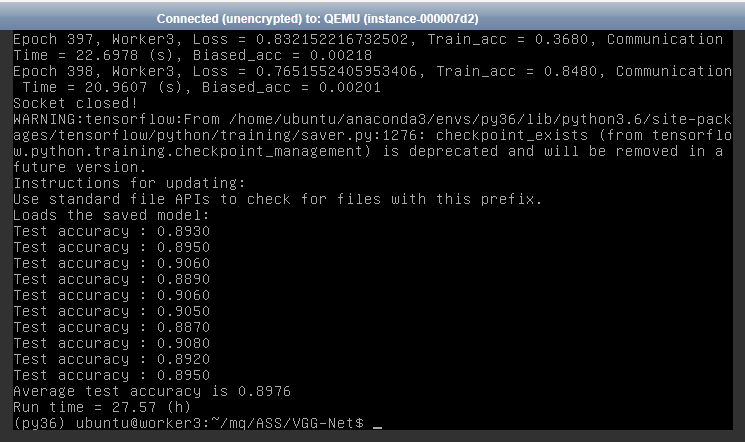 Connected (unencrypted) to: QEMU (instance-000007d2)
Epoch 397, Worker3, Loss = 0.832152216732502, Train_acc = 0.3680, Communication
Time = 22.6978 (s), Biased_acc = 0.00218
Epoch 398, Worker3, Loss = 0.7651552405953406, Train_acc = 0.8480, Communication
 Time = 20.9607 (s), Biased_acc = 0.00201
Socket closed!
WARNING:tensorflow:From /home/ubuntu/anaconda3/envs/py36/lib/python3.6/site-pack
ages/tensorflow/python/training/saver.py:1276: checkpoint_exists (from tensorflo
w.python.training.checkpoint_management) is deprecated and will be removed in a
future version.
Instructions for updating:
Use standard file APIs to check for files with this prefix.
Loads the saved model:
Test accuracy : 0.8930
Test accuracy : 0.8950
Test accuracy : 0.9060
Test accuracy : 0.8890
Test accuracy : 0.9060
Test accuracy : 0.9050
Test accuracy : 0.8870
Test accuracy : 0.9080
Test accuracy : 0.8920
Test accuracy : 0.8950
Average test accuracy is 0.8976
Run time = 27.57 (h)
(py36) ubuntu@worker3:~/mq/ASS/VGG-Net$ _